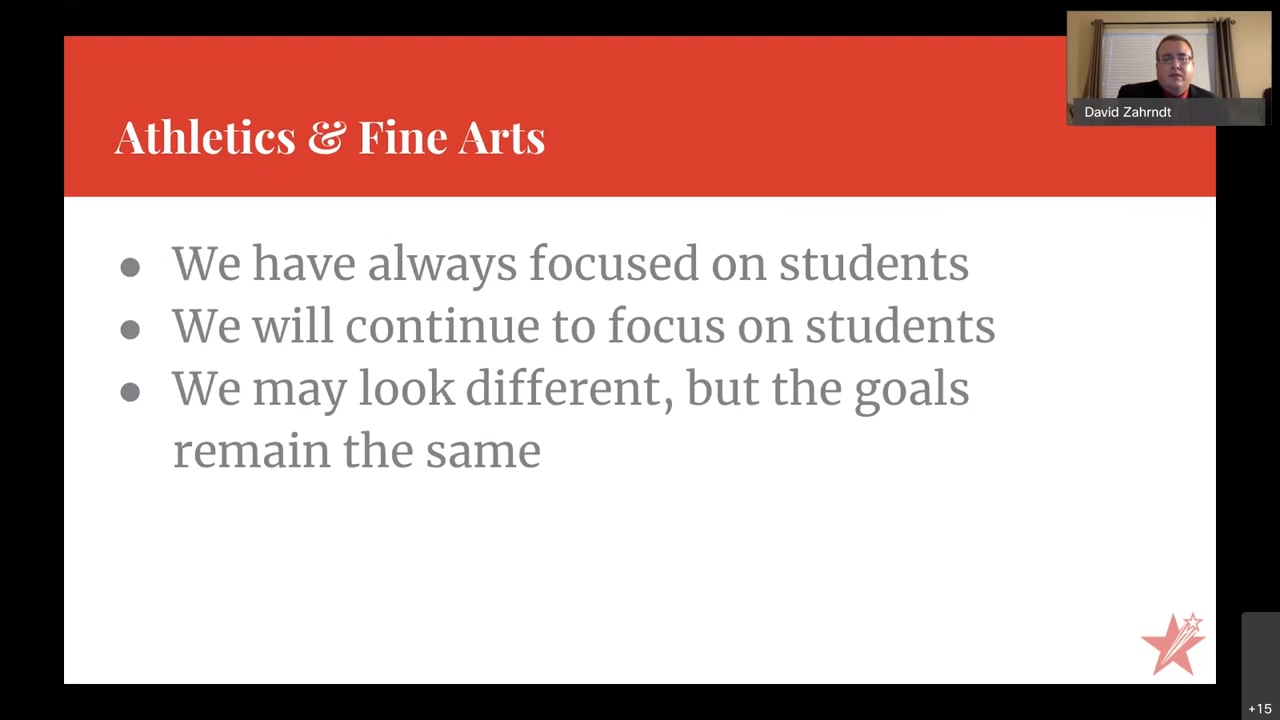 David Zahrndt
Athletics & Fine Arts
● We have always focused on students
● We will continue to focus on students
● We may look different, but the goals
remain the same
+15